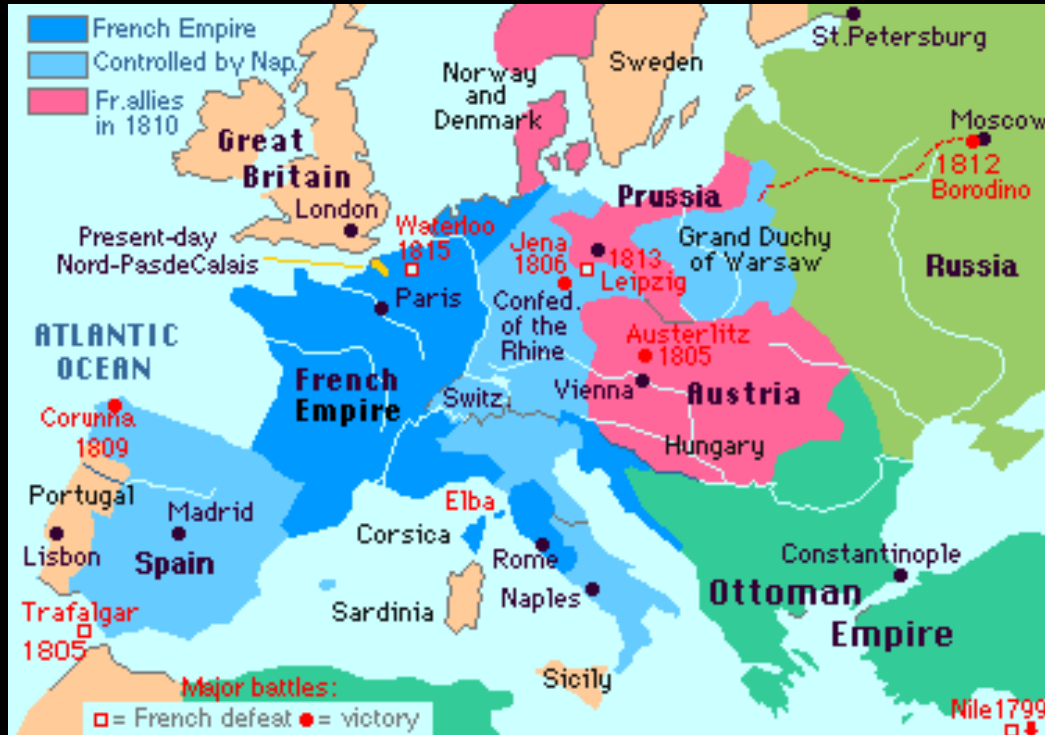 French Empire
Controlled by Nap.
Fr.allies
in 1810
St.Petersburg
Norway
and
Denmark
Sweden
Moscow
1812
Borodino
Great
Britain
London
Prussia
Present-day
Nord-PasdeCalais
Waterloo
1815
Jena
1806
1813
Leipzig
Grand Duchy
of Warsaw
Russia
Paris
Confed.
of the
Rhine
ATLANTIC
OCEAN
Austerlitz
1805
French
Empire
Switz.
Vienna
Austria
Corunna
1809
Hungary
Portugal
Madrid
Elba
Corsica
Lisbon
Spain
Rome
Constantinople
Naples
Ottoman
Empire
Sardinia
Trafalgar
1805
Sicily
Major battles:
= French defeat = victory
Nile1799